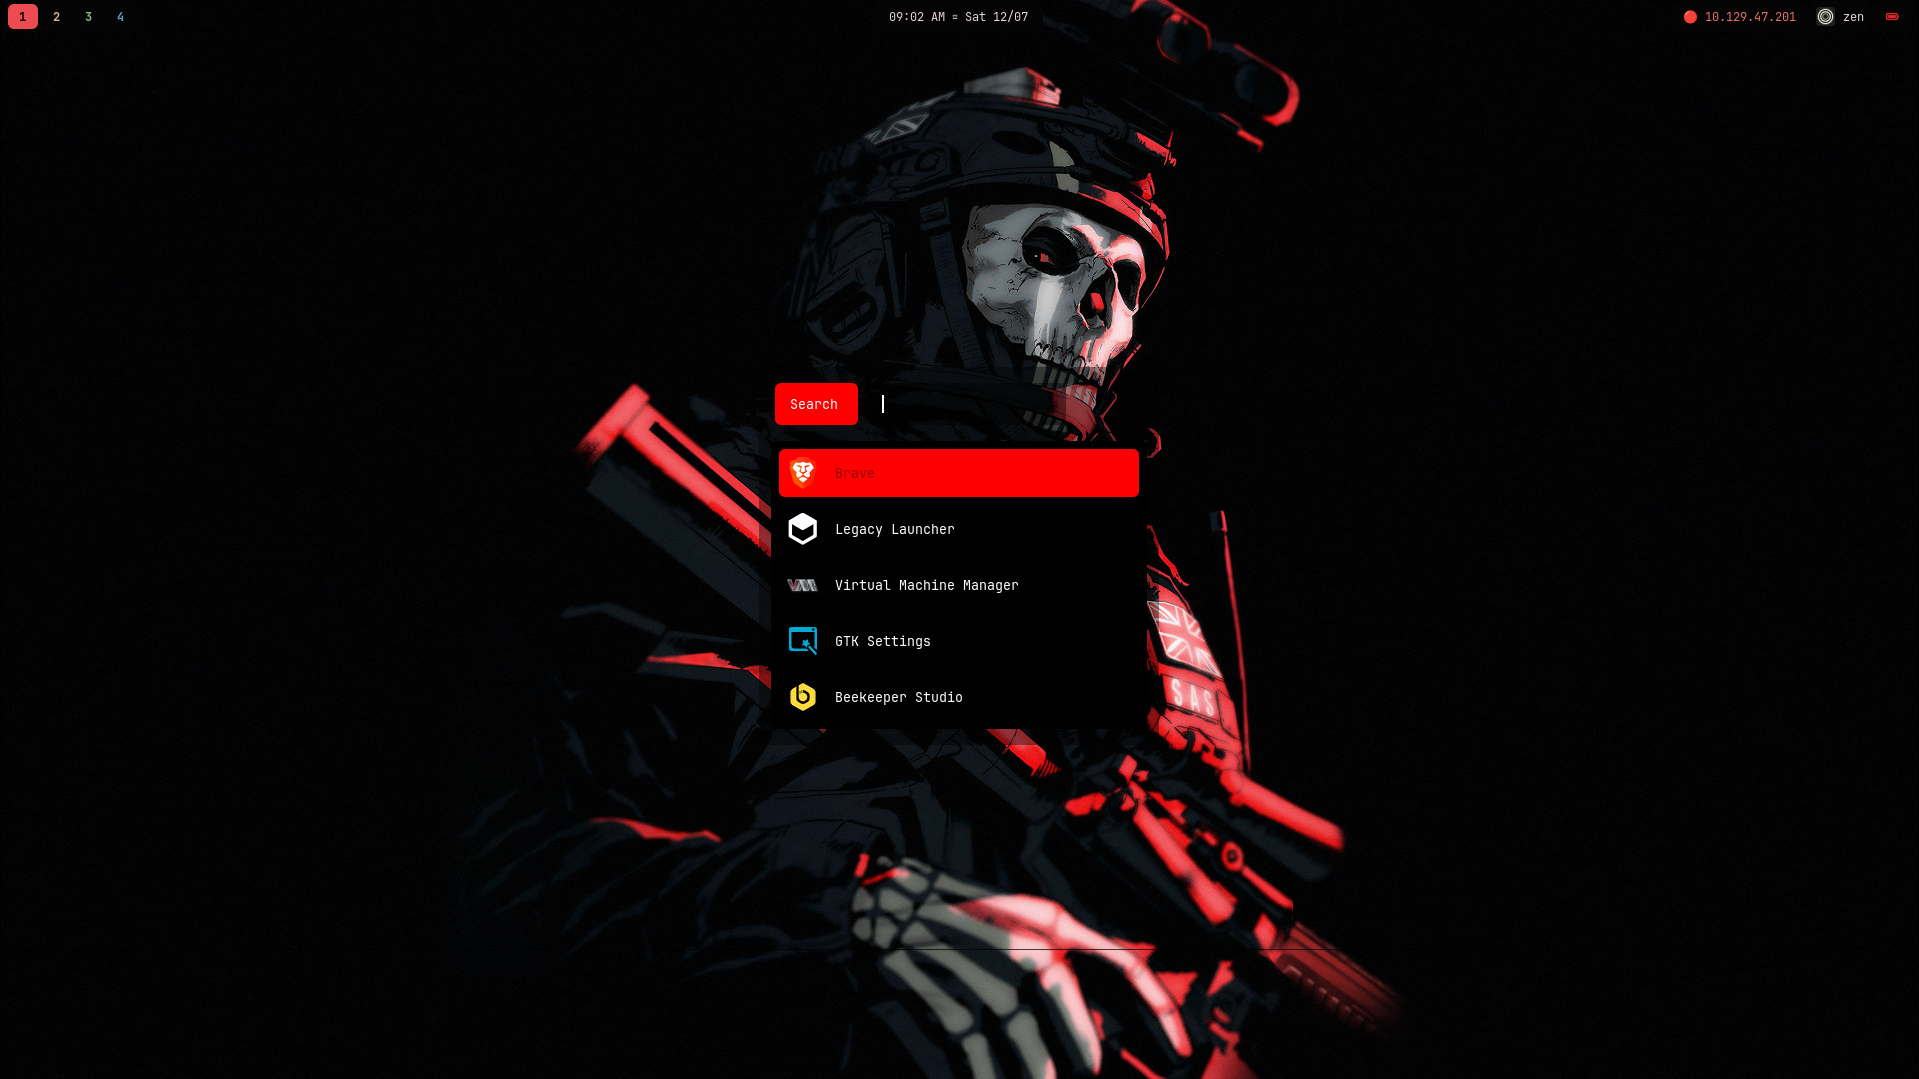 1 2 3 4
09:02 AM = Sat 12/07
10.129.47.201 zen
Search
Brave
Legacy Launcher
Virtual Machine Manager
GTK Settings
Beekeeper Studio
SAS